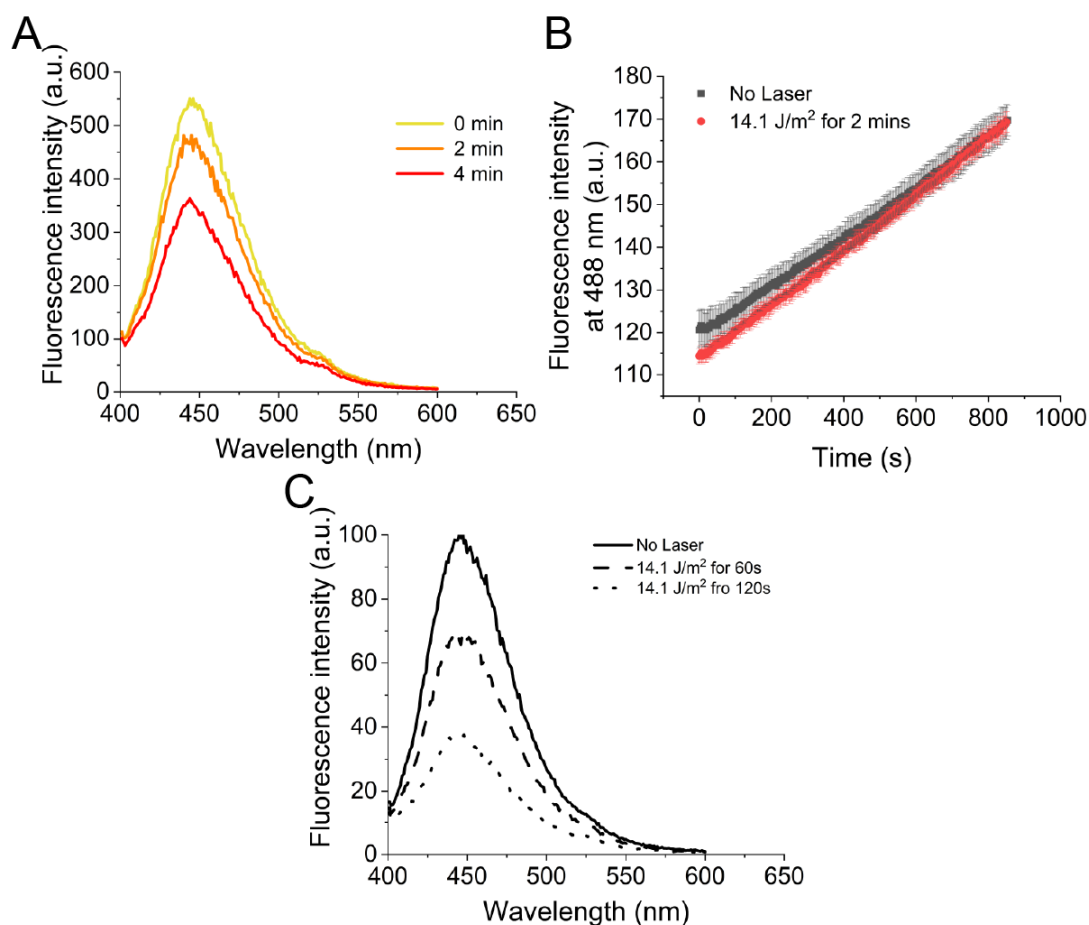 A
Fluorescence intensity (a.u.)
600
500
400
300
200
100
0
0 min
2 min
4 min
400
450
500
550
600
650
Wavelength (nm)
B
Fluorescence intensity
at 488 nm (a.u.)
180
170
160
150
140
130
120
110
No Laser
14.1 J/m² for 2 mins
0
200
400
600
800
1000
Time (s)
C
Fluorescence intensity (a.u.)
100
80
60
40
20
0
No Laser
14.1 J/m² for 60s
14.1 J/m² fro 120s
400
450
500
550
600
650
Wavelength (nm)